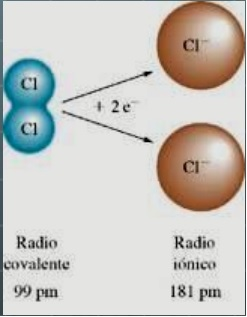 Cl
Cl
+ 2 e⁻
Cl⁻
Cl⁻
Radio
covalente
99 pm
Radio
iónico
181 pm